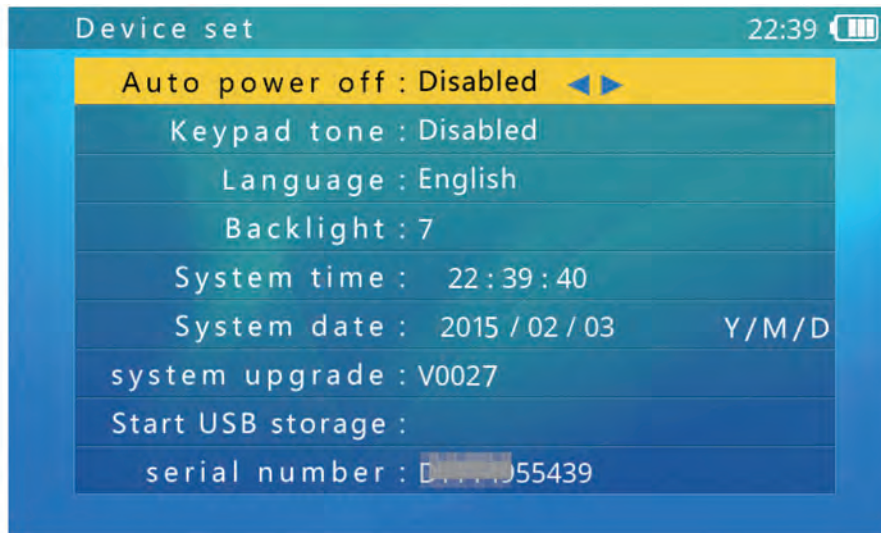 Device set 22:39
Auto power off : Disabled
Keypad tone : Disabled
Language : English
Backlight : 7
System time : 22 : 39 : 40
System date : 2015 / 02 / 03 Y/M/D
system upgrade : V0027
Start USB storage :
serial number : 55439